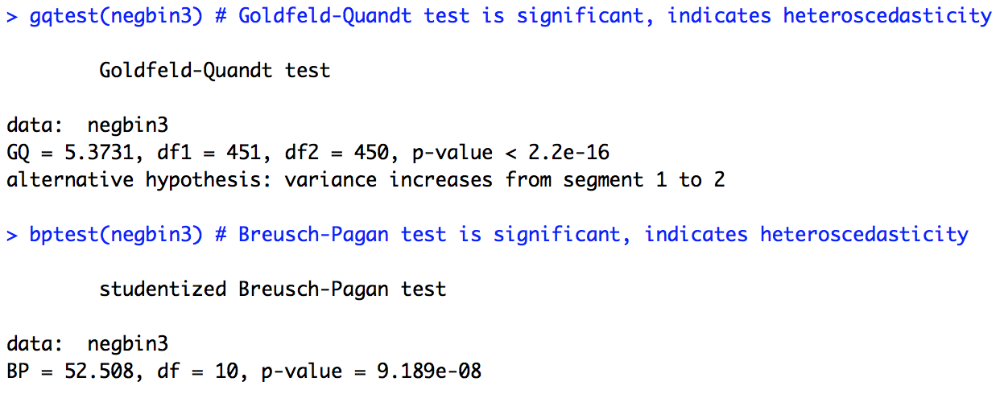 > gqtest(negbin3) # Goldfeld-Quandt test is significant, indicates heteroscedasticity
Goldfeld-Quandt test
data:  negbin3
GQ = 5.3731, df1 = 451, df2 = 450, p-value < 2.2e-16
alternative hypothesis: variance increases from segment 1 to 2
> bptest(negbin3) # Breusch-Pagan test is significant, indicates heteroscedasticity
studentized Breusch-Pagan test
data:  negbin3
BP = 52.508, df = 10, p-value = 9.189e-08